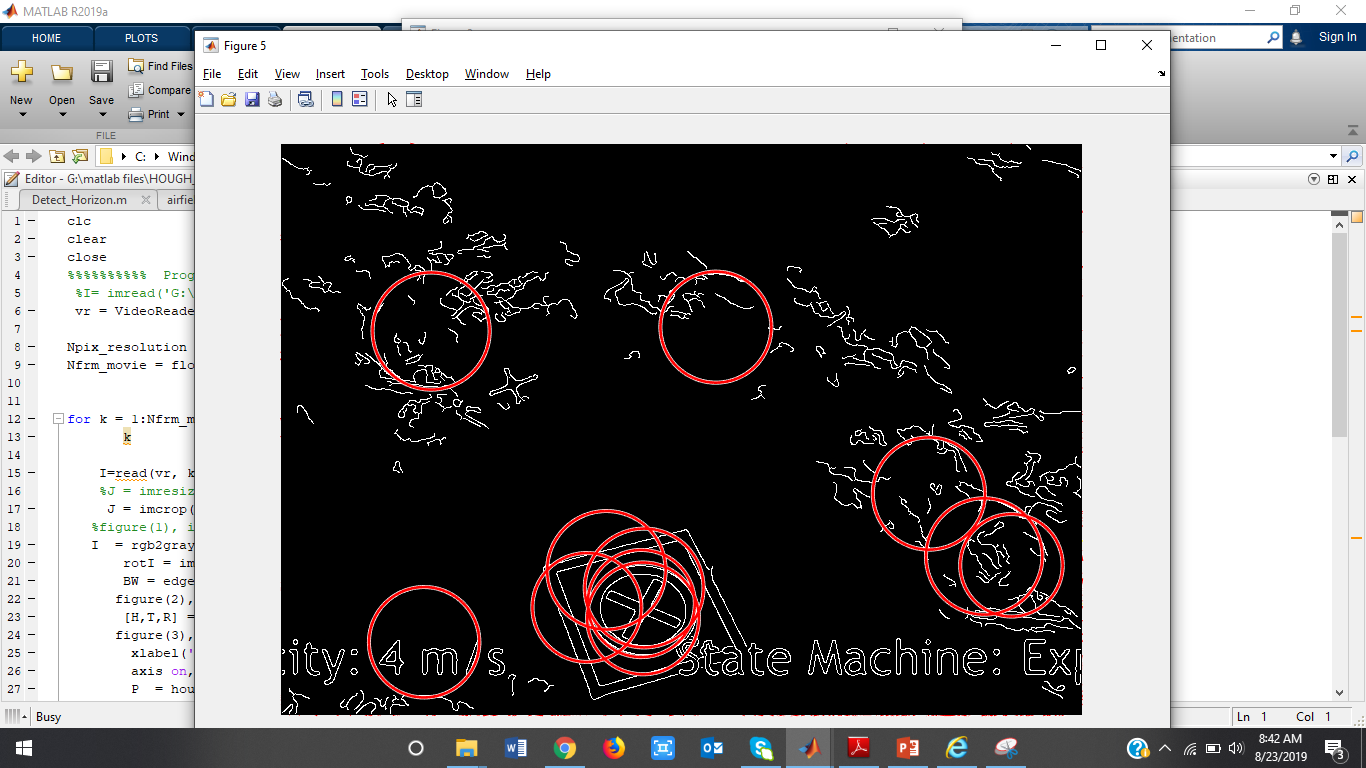 MATLAB R2019a
HOME PLOTS entation Sign In
New Open Save Find Files Compare Print
FILE
C: Wind
Editor - G:\matlab files\HOUGH_
Detect_Horizon.m airfie
1 clc
2 clear
3 close
4 %%%%%%%%%% Prog
5 %I= imread('G:\
6 vr = VideoReade
7
8 Npix_resolution
9 Nfrm_movie = flo
10
11
12 for k = 1:Nfrm_m
13 k
14
15 I=read(vr, k
16 %J = imresiz
17 J = imcrop(
18 %figure(1), i
19 I = rgb2gray
20 rotI = im
21 BW = edge
22 figure(2),
23 [H,T,R] =
24 figure(3),
25 xlabel('
26 axis on,
27 P = hou
Figure 5
File Edit View Insert Tools Desktop Window Help
city: 4 m/s State Machine: Exp
Busy
Ln 1 Col 1
8:42 AM
8/23/2019
3